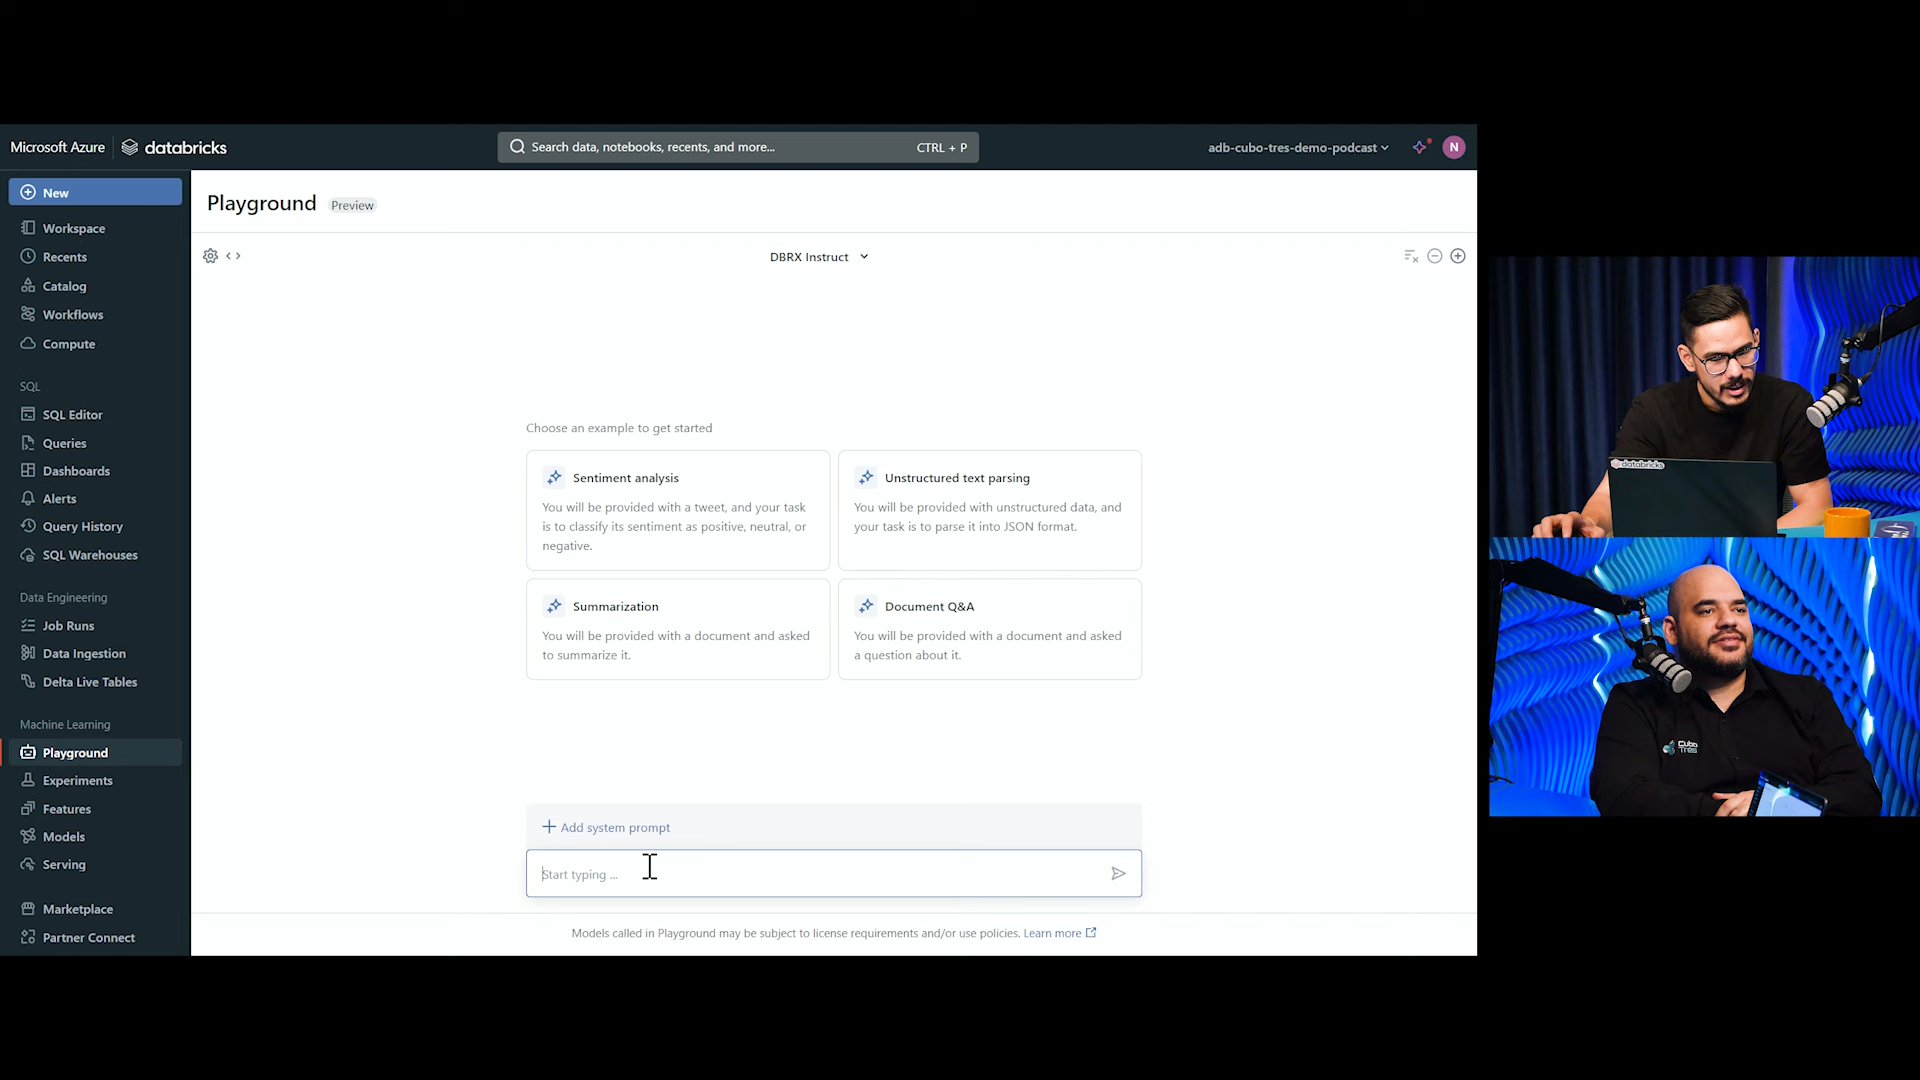 Microsoft Azure
databricks
Search data, notebooks, recents, and more...
CTRL + P
adb-cubo-tres-demo-podcast
N
New
Workspace
Recents
Catalog
Workflows
Compute
SQL
SQL Editor
Queries
Dashboards
Alerts
Query History
SQL Warehouses
Data Engineering
Job Runs
Data Ingestion
Delta Live Tables
Machine Learning
Playground
Experiments
Features
Models
Serving
Marketplace
Partner Connect
Playground
Preview
DBRX Instruct
Choose an example to get started
Sentiment analysis
You will be provided with a tweet, and your task
is to classify its sentiment as positive, neutral, or
negative.
Unstructured text parsing
You will be provided with unstructured data, and
your task is to parse it into JSON format.
Summarization
You will be provided with a document and asked
to summarize it.
Document Q&A
You will be provided with a document and asked
a question about it.
Add system prompt
Start typing ...
Models called in Playground may be subject to license requirements and/or use policies. Learn more
databricks
Cubo
Três